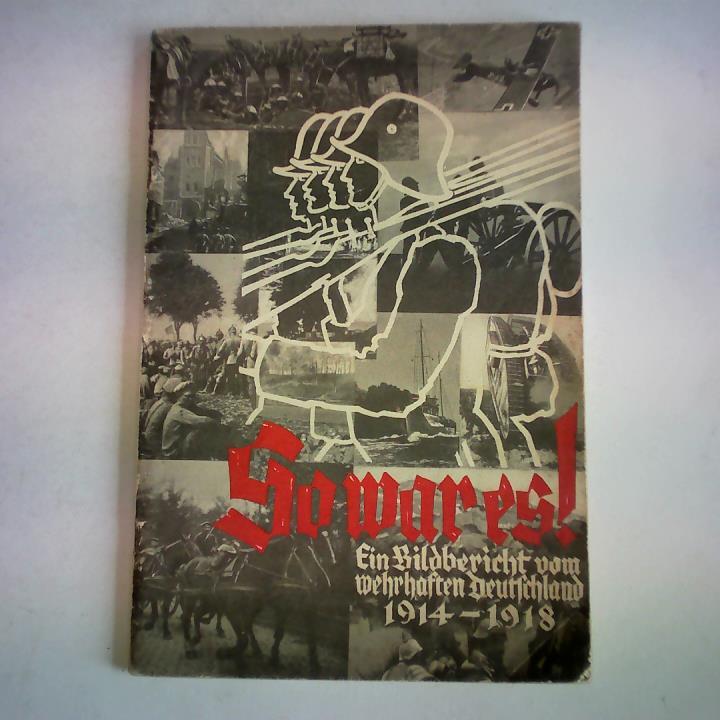 So war es!
Ein Bildbericht vom
wehrhaften Deutschland
1914-1918